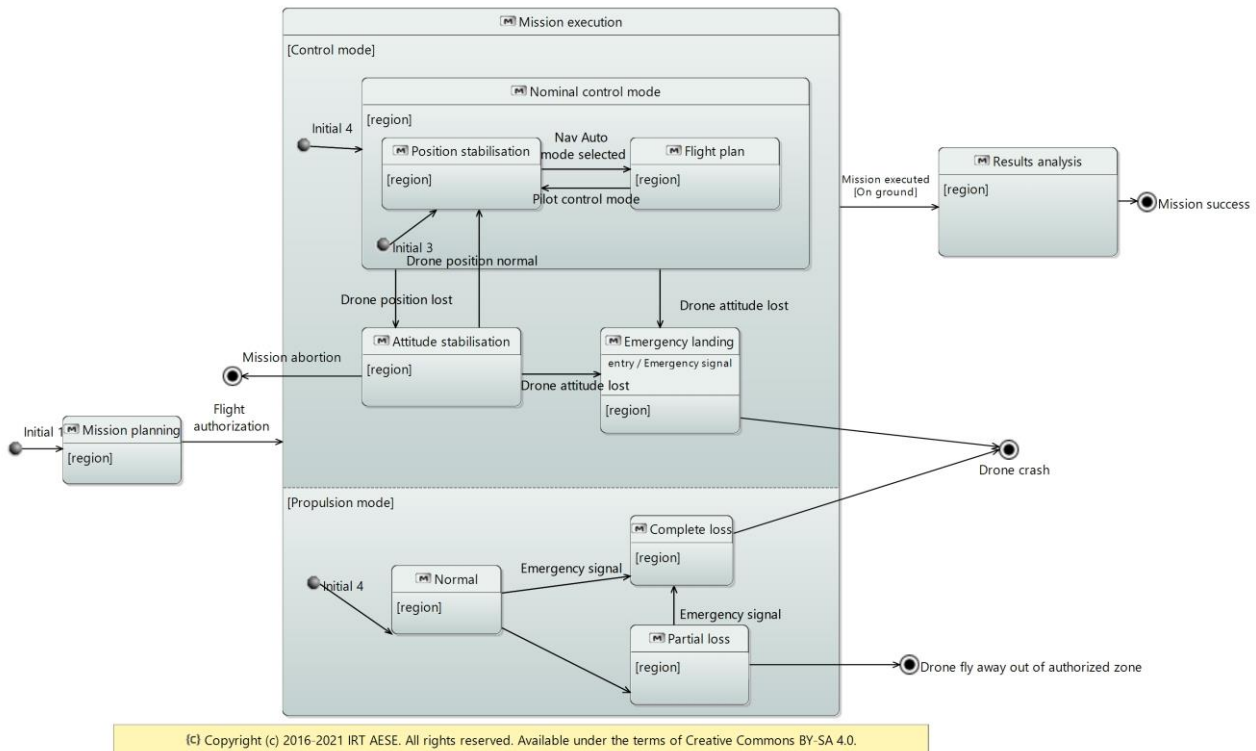 Mission execution
[Control mode]
Nominal control mode
[region]
Initial 4
Position stabilisation
[region]
Nav Auto
mode selected
Flight plan
[region]
Pilot control mode
Initial 3
Drone position normal
Mission executed
[On ground]
Results analysis
[region]
Mission success
Drone position lost
Drone attitude lost
Attitude stabilisation
[region]
Mission abortion
Drone attitude lost
Emergency landing
entry / Emergency signal
[region]
Initial 1
Mission planning
[region]
Flight
authorization
Drone crash
[Propulsion mode]
Initial 4
Normal
[region]
Emergency signal
Complete loss
[region]
Emergency signal
Partial loss
[region]
Drone fly away out of authorized zone
(c) Copyright (c) 2016-2021 IRT AESE. All rights reserved. Available under the terms of Creative Commons BY-SA 4.0.